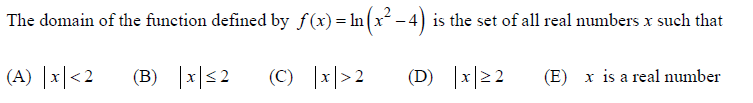 The domain of the function defined by f(x) = ln(x² − 4) is the set of all real numbers x such that
(A) |x| < 2 (B) |x| ≤ 2 (C) |x| > 2 (D) |x| ≥ 2 (E) x is a real number